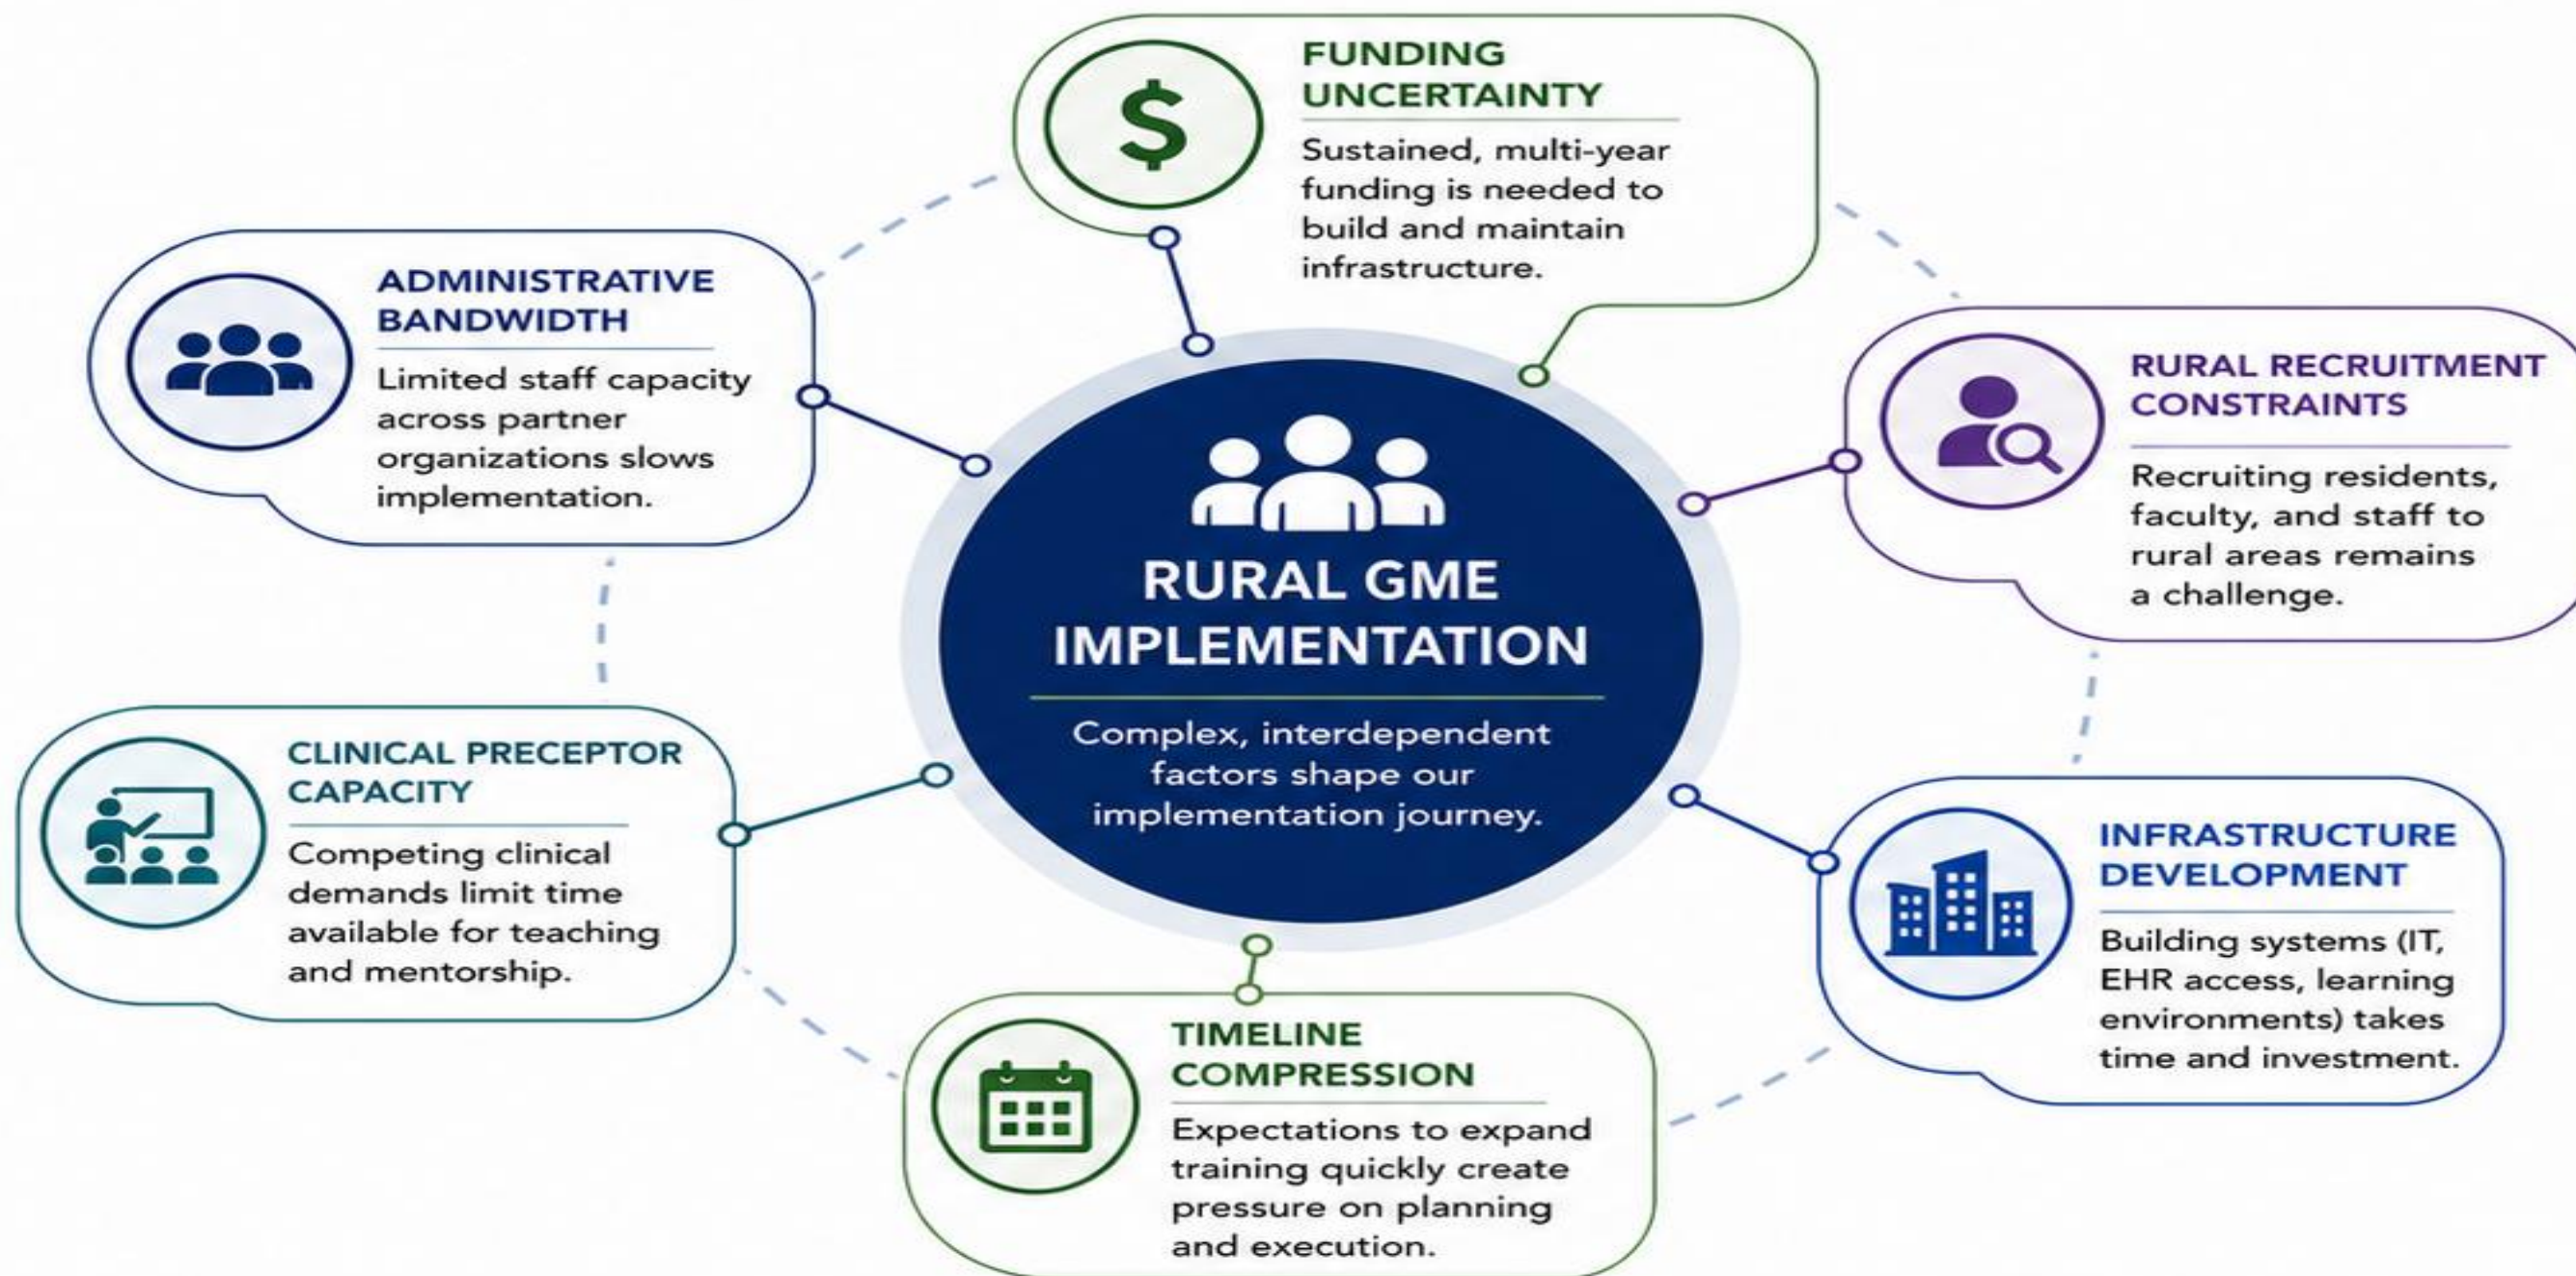 FUNDING
UNCERTAINTY
Sustained, multi-year
funding is needed to
build and maintain
infrastructure.
ADMINISTRATIVE
BANDWIDTH
Limited staff capacity
across partner
organizations slows
implementation.
RURAL RECRUITMENT
CONSTRAINTS
Recruiting residents,
faculty, and staff to
rural areas remains
a challenge.
RURAL GME
IMPLEMENTATION
Complex, interdependent
factors shape our
implementation journey.
CLINICAL PRECEPTOR
CAPACITY
Competing clinical
demands limit time
available for teaching
and mentorship.
INFRASTRUCTURE
DEVELOPMENT
Building systems (IT,
EHR access, learning
environments) takes
time and investment.
TIMELINE
COMPRESSION
Expectations to expand
training quickly create
pressure on planning
and execution.